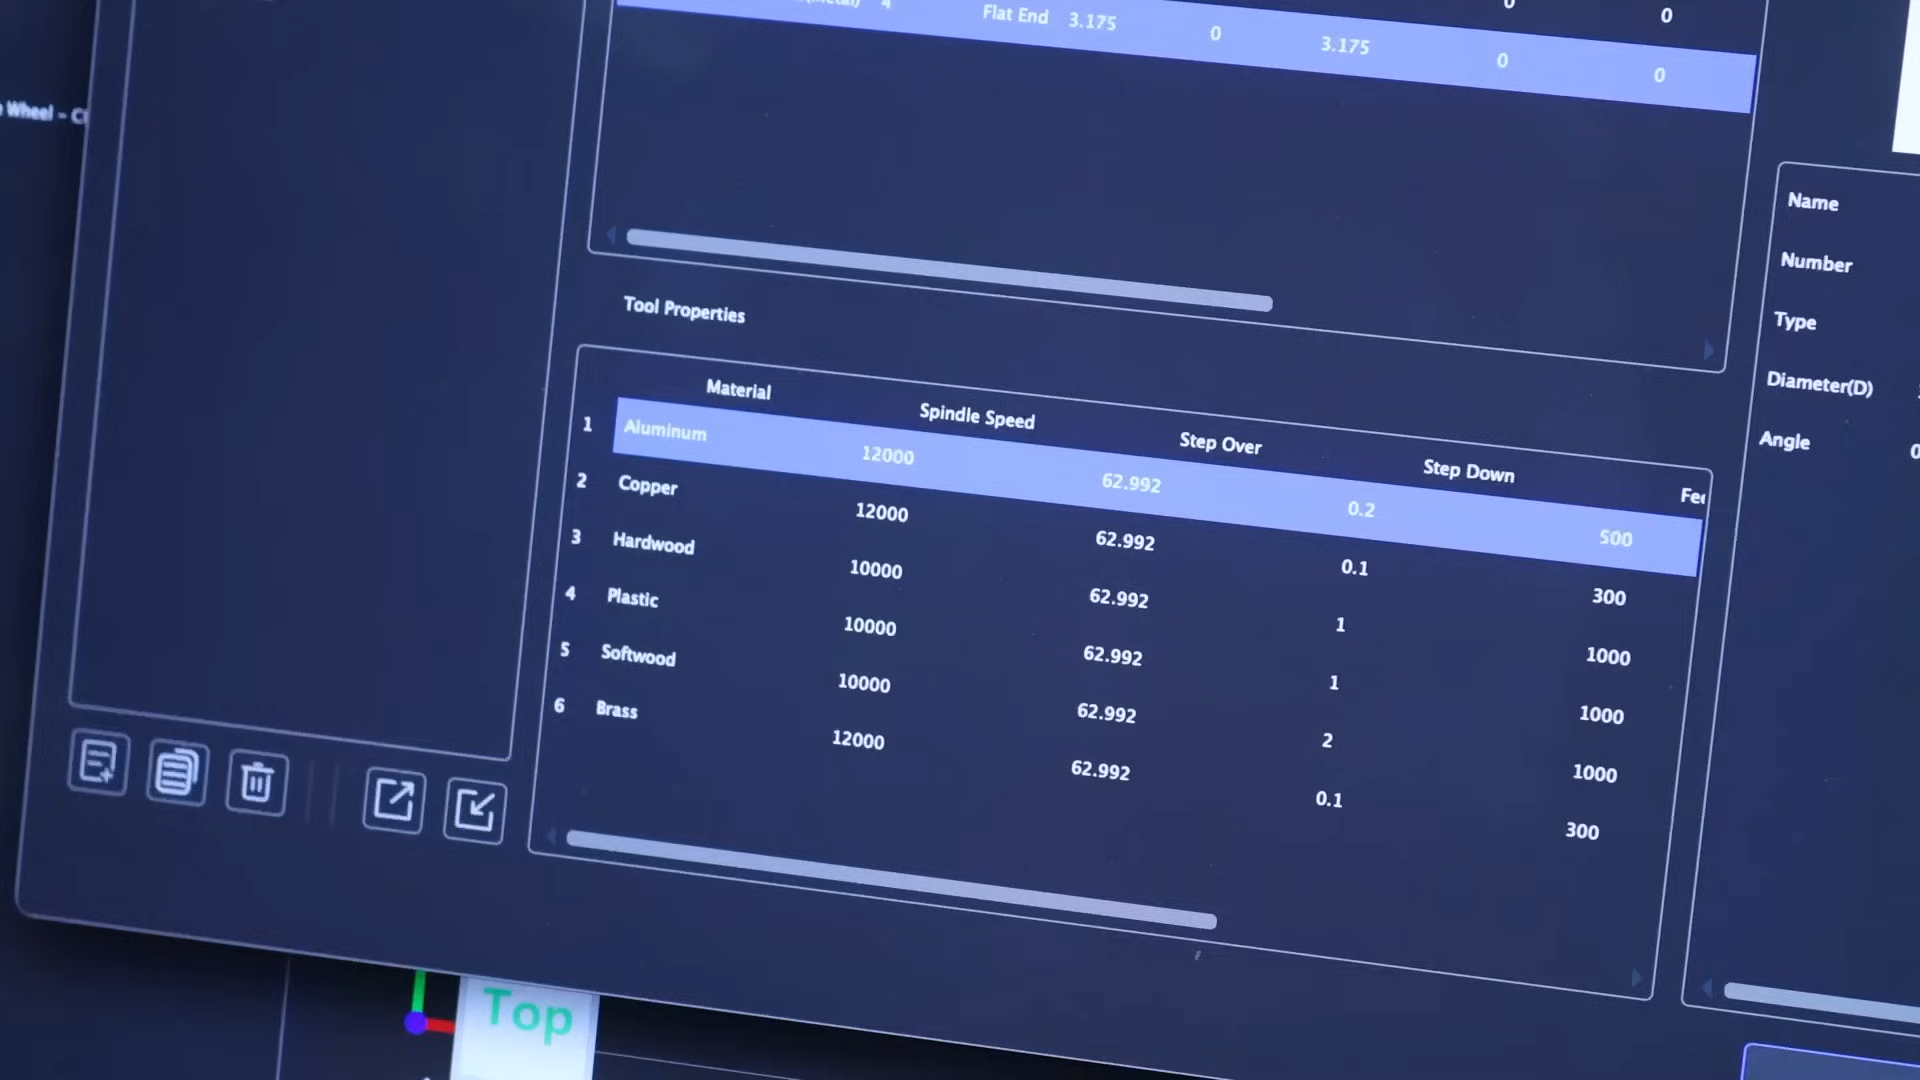 0 0
4 Flat End 3.175 0 3.175 0 0
Wheel - C
Tool Properties
Material Spindle Speed Step Over Step Down
1 Aluminum 12000 62.992 0.2 500
2 Copper 12000 62.992 0.1 300
3 Hardwood 10000 62.992 1 1000
4 Plastic 10000 62.992 1 1000
5 Softwood 10000 62.992 2 1000
6 Brass 12000 62.992 0.1 300
Name
Number
Type
Diameter(D)
Angle 0
Top